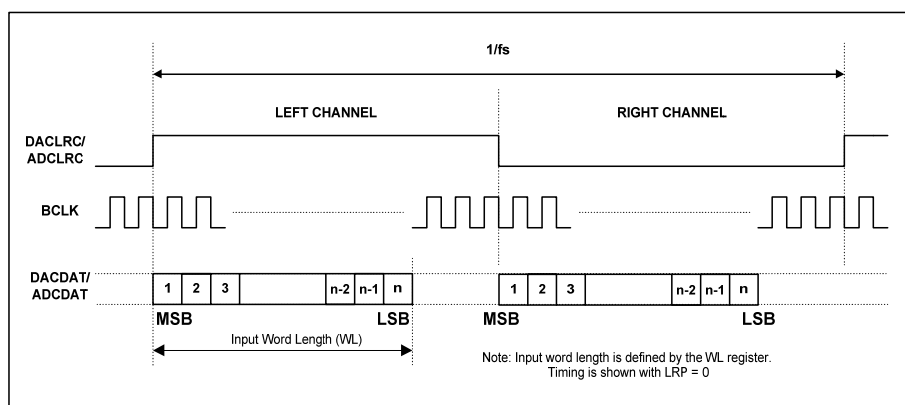 1/fs
LEFT CHANNEL
RIGHT CHANNEL
DACLRC/
ADCLRC
BCLK
DACDAT/
ADCDAT
1 2 3 n-2 n-1 n 1 2 3 n-2 n-1 n
MSB LSB MSB LSB
Input Word Length (WL)
Note: Input word length is defined by the WL register.
Timing is shown with LRP = 0